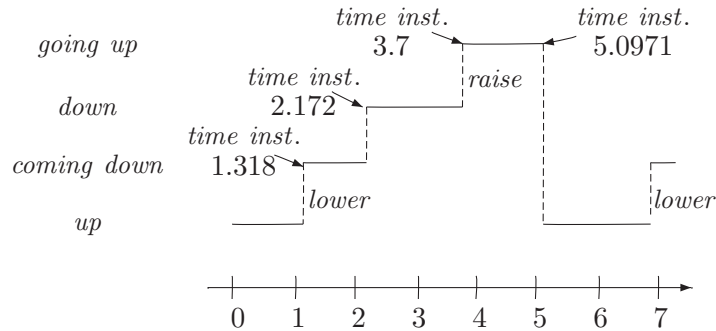 time inst.
3.7
time inst.
5.0971
going up
raise
time inst.
2.172
down
time inst.
1.318
coming down
lower
lower
up
0 1 2 3 4 5 6 7